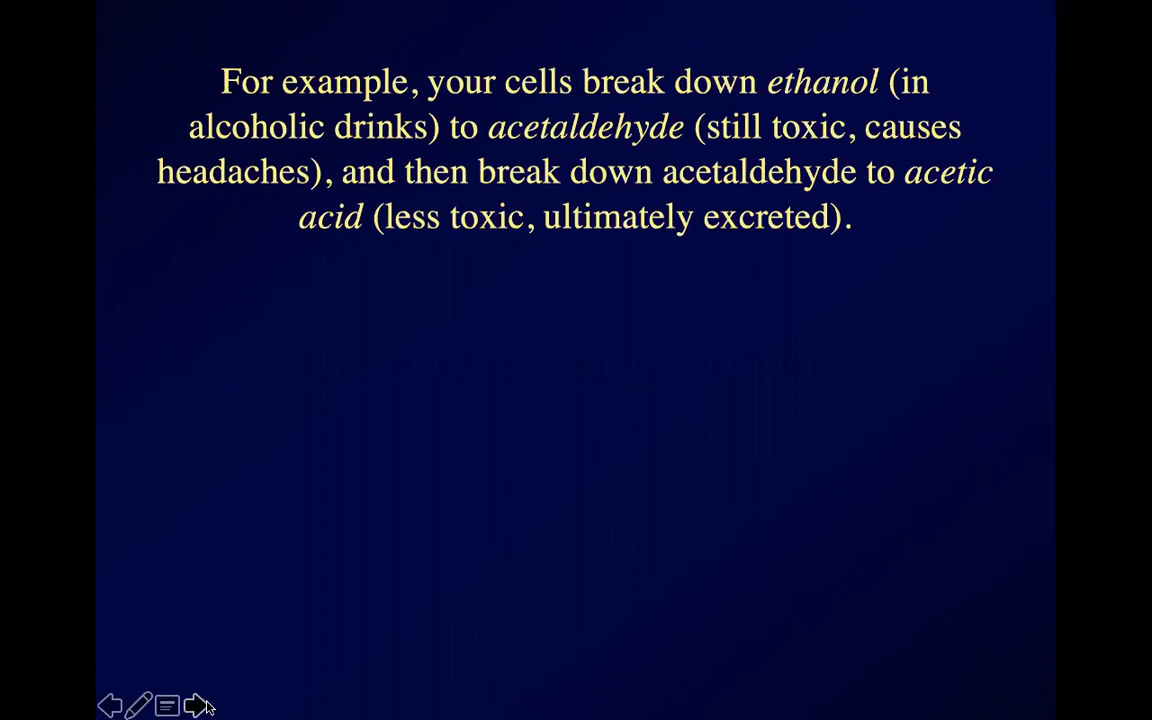 For example, your cells break down ethanol (in
alcoholic drinks) to acetaldehyde (still toxic, causes
headaches), and then break down acetaldehyde to acetic
acid (less toxic, ultimately excreted).